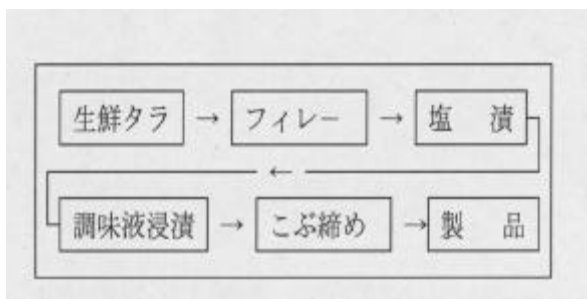 生鮮タラ → フィレー → 塩 漬
←
調味液浸漬 → こぶ締め → 製 品